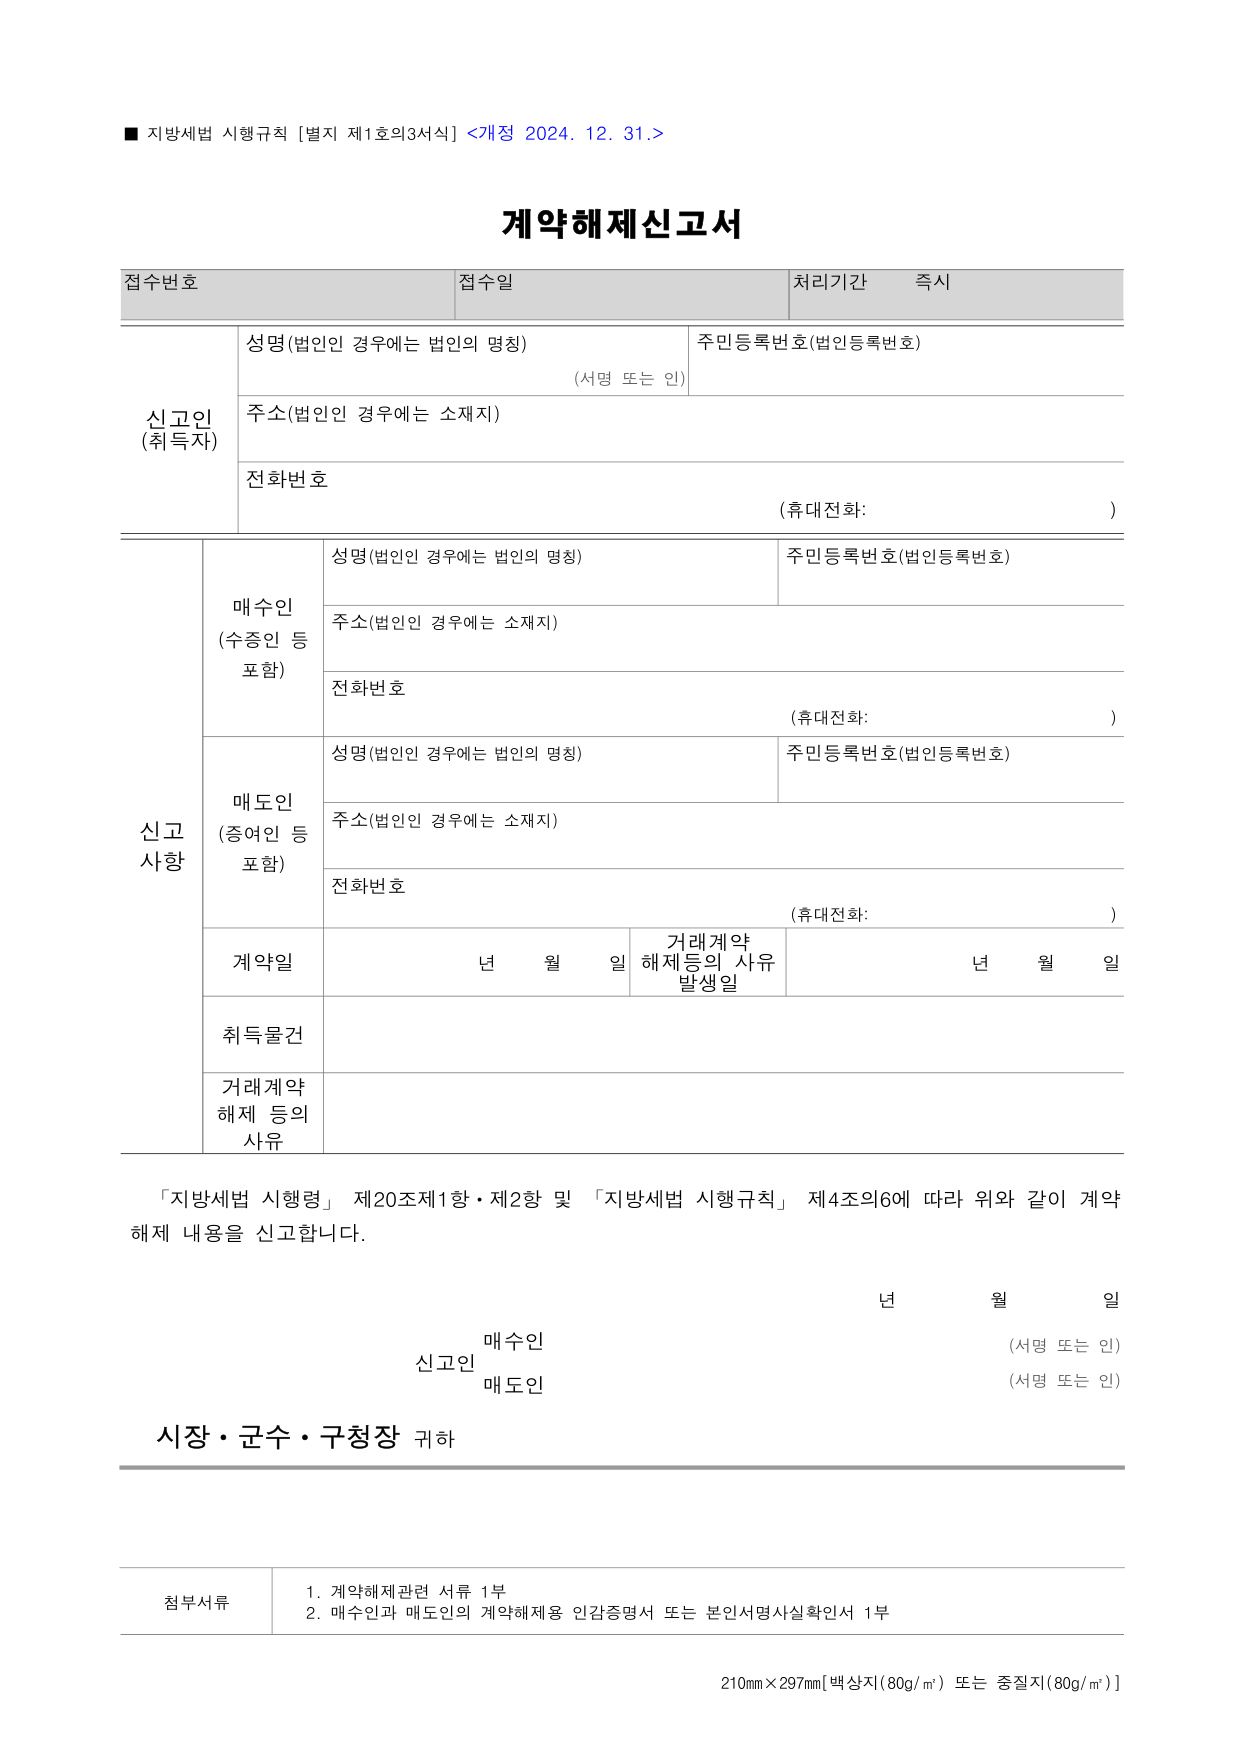 ■ 지방세법 시행규칙 [별지 제1호의3서식] <개정 2024. 12. 31.>
계약해제신고서
접수번호 접수일 처리기간 즉시
신고인
(취득자)
성명(법인인 경우에는 법인의 명칭)
(서명 또는 인)
주민등록번호(법인등록번호)
주소(법인인 경우에는 소재지)
전화번호
(휴대전화: )
신고
사항
매수인
(수증인 등
포함)
성명(법인인 경우에는 법인의 명칭)
주민등록번호(법인등록번호)
주소(법인인 경우에는 소재지)
전화번호
(휴대전화: )
매도인
(증여인 등
포함)
성명(법인인 경우에는 법인의 명칭)
주민등록번호(법인등록번호)
주소(법인인 경우에는 소재지)
전화번호
(휴대전화: )
계약일
년 월 일
거래계약
해제등의 사유
발생일
년 월 일
취득물건
거래계약
해제 등의
사유
「지방세법 시행령」 제20조제1항·제2항 및 「지방세법 시행규칙」 제4조의6에 따라 위와 같이 계약
해제 내용을 신고합니다.
년 월 일
신고인
매수인 (서명 또는 인)
매도인 (서명 또는 인)
시장·군수·구청장 귀하
첨부서류
1. 계약해제관련 서류 1부
2. 매수인과 매도인의 계약해제용 인감증명서 또는 본인서명사실확인서 1부
210㎜×297㎜[백상지(80g/㎡) 또는 중질지(80g/㎡)]